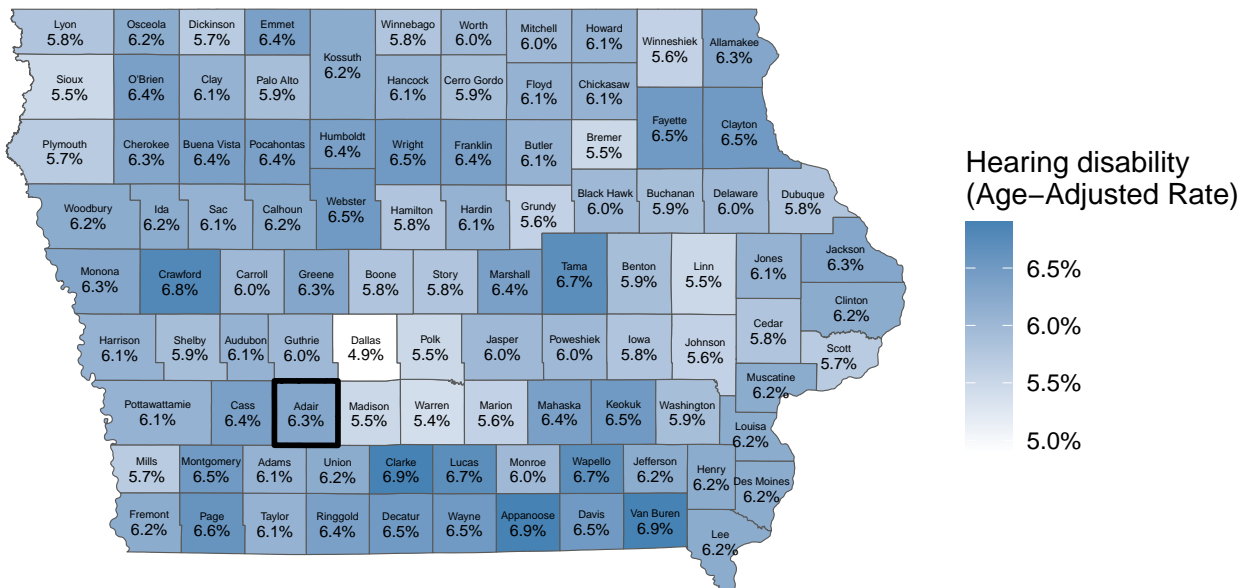 Lyon
5.8%
Osceola
6.2%
Dickinson
5.7%
Emmet
6.4%
Kossuth
6.2%
Winnebago
5.8%
Worth
6.0%
Mitchell
6.0%
Howard
6.1%
Winneshiek
5.6%
Allamakee
6.3%
Sioux
5.5%
O'Brien
6.4%
Clay
6.1%
Palo Alto
5.9%
Hancock
6.1%
Cerro Gordo
5.9%
Floyd
6.1%
Chickasaw
6.1%
Fayette
6.5%
Clayton
6.5%
Plymouth
5.7%
Cherokee
6.3%
Buena Vista
6.4%
Pocahontas
6.4%
Humboldt
6.4%
Wright
6.5%
Franklin
6.4%
Butler
6.1%
Bremer
5.5%
Hearing disability
(Age−Adjusted Rate)
6.5%
6.0%
5.5%
5.0%
Woodbury
6.2%
Ida
6.2%
Sac
6.1%
Calhoun
6.2%
Webster
6.5%
Hamilton
5.8%
Hardin
6.1%
Grundy
5.6%
Black Hawk
6.0%
Buchanan
5.9%
Delaware
6.0%
Dubuque
5.8%
Monona
6.3%
Crawford
6.8%
Carroll
6.0%
Greene
6.3%
Boone
5.8%
Story
5.8%
Marshall
6.4%
Tama
6.7%
Benton
5.9%
Linn
5.5%
Jones
6.1%
Jackson
6.3%
Clinton
6.2%
Harrison
6.1%
Shelby
5.9%
Audubon
6.1%
Guthrie
6.0%
Dallas
4.9%
Polk
5.5%
Jasper
6.0%
Poweshiek
6.0%
Iowa
5.8%
Johnson
5.6%
Cedar
5.8%
Scott
5.7%
Muscatine
6.2%
Pottawattamie
6.1%
Cass
6.4%
Adair
6.3%
Madison
5.5%
Warren
5.4%
Marion
5.6%
Mahaska
6.4%
Keokuk
6.5%
Washington
5.9%
Louisa
6.2%
Mills
5.7%
Montgomery
6.5%
Adams
6.1%
Union
6.2%
Clarke
6.9%
Lucas
6.7%
Monroe
6.0%
Wapello
6.7%
Jefferson
6.2%
Henry
6.2%
Des Moines
6.2%
Fremont
6.2%
Page
6.6%
Taylor
6.1%
Ringgold
6.4%
Decatur
6.5%
Wayne
6.5%
Appanoose
6.9%
Davis
6.5%
Van Buren
6.9%
Lee
6.2%